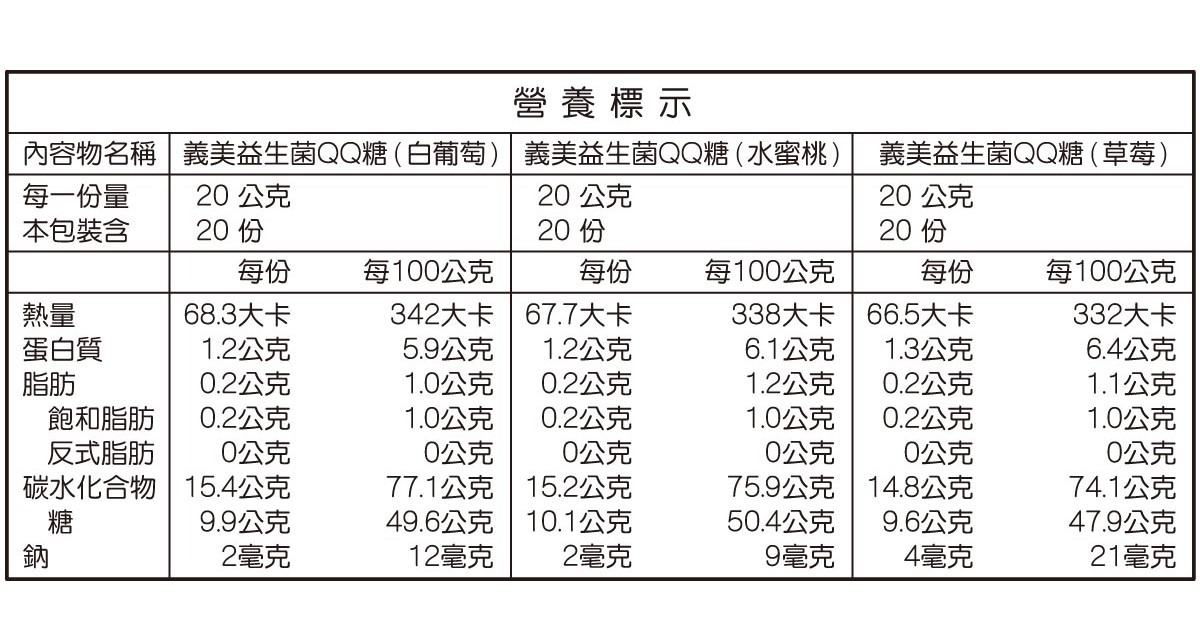 營養標示
內容物名稱 義美益生菌QQ糖(白葡萄) 義美益生菌QQ糖(水蜜桃) 義美益生菌QQ糖(草莓)
每一份量 20 公克 20 公克 20 公克
本包裝含 20 份 20 份 20 份
每份 每100公克 每份 每100公克 每份 每100公克
熱量 68.3大卡 342大卡 67.7大卡 338大卡 66.5大卡 332大卡
蛋白質 1.2公克 5.9公克 1.2公克 6.1公克 1.3公克 6.4公克
脂肪 0.2公克 1.0公克 0.2公克 1.2公克 0.2公克 1.1公克
飽和脂肪 0.2公克 1.0公克 0.2公克 1.0公克 0.2公克 1.0公克
反式脂肪 0公克 0公克 0公克 0公克 0公克 0公克
碳水化合物 15.4公克 77.1公克 15.2公克 75.9公克 14.8公克 74.1公克
糖 9.9公克 49.6公克 10.1公克 50.4公克 9.6公克 47.9公克
鈉 2毫克 12毫克 2毫克 9毫克 4毫克 21毫克